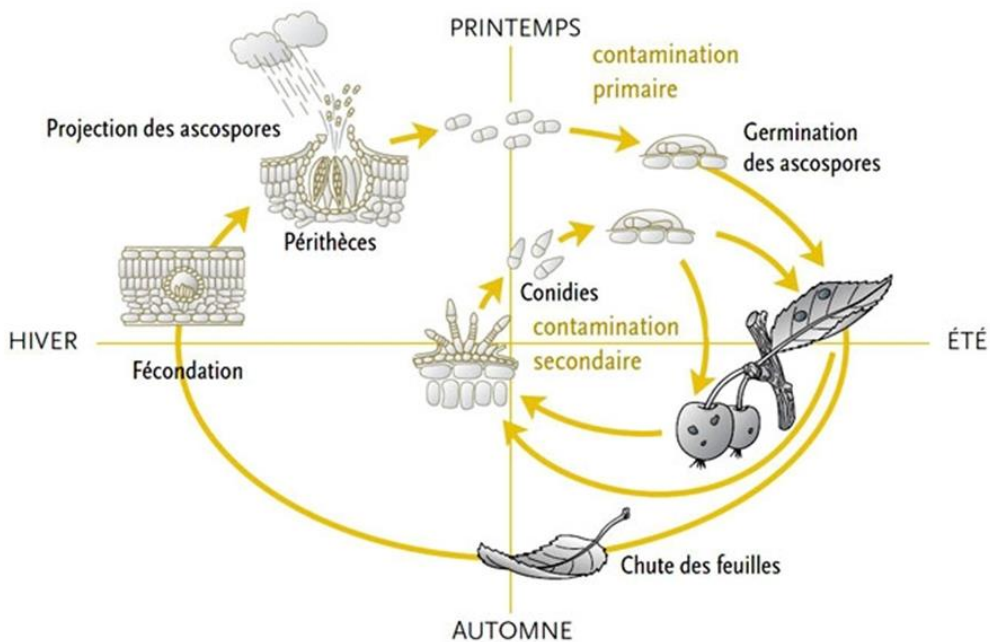 PRINTEMPS
contamination
primaire
Projection des ascospores
Germination
des ascospores
Périthèces
Conidies
contamination
secondaire
HIVER
ÉTÉ
Fécondation
Chute des feuilles
AUTOMNE